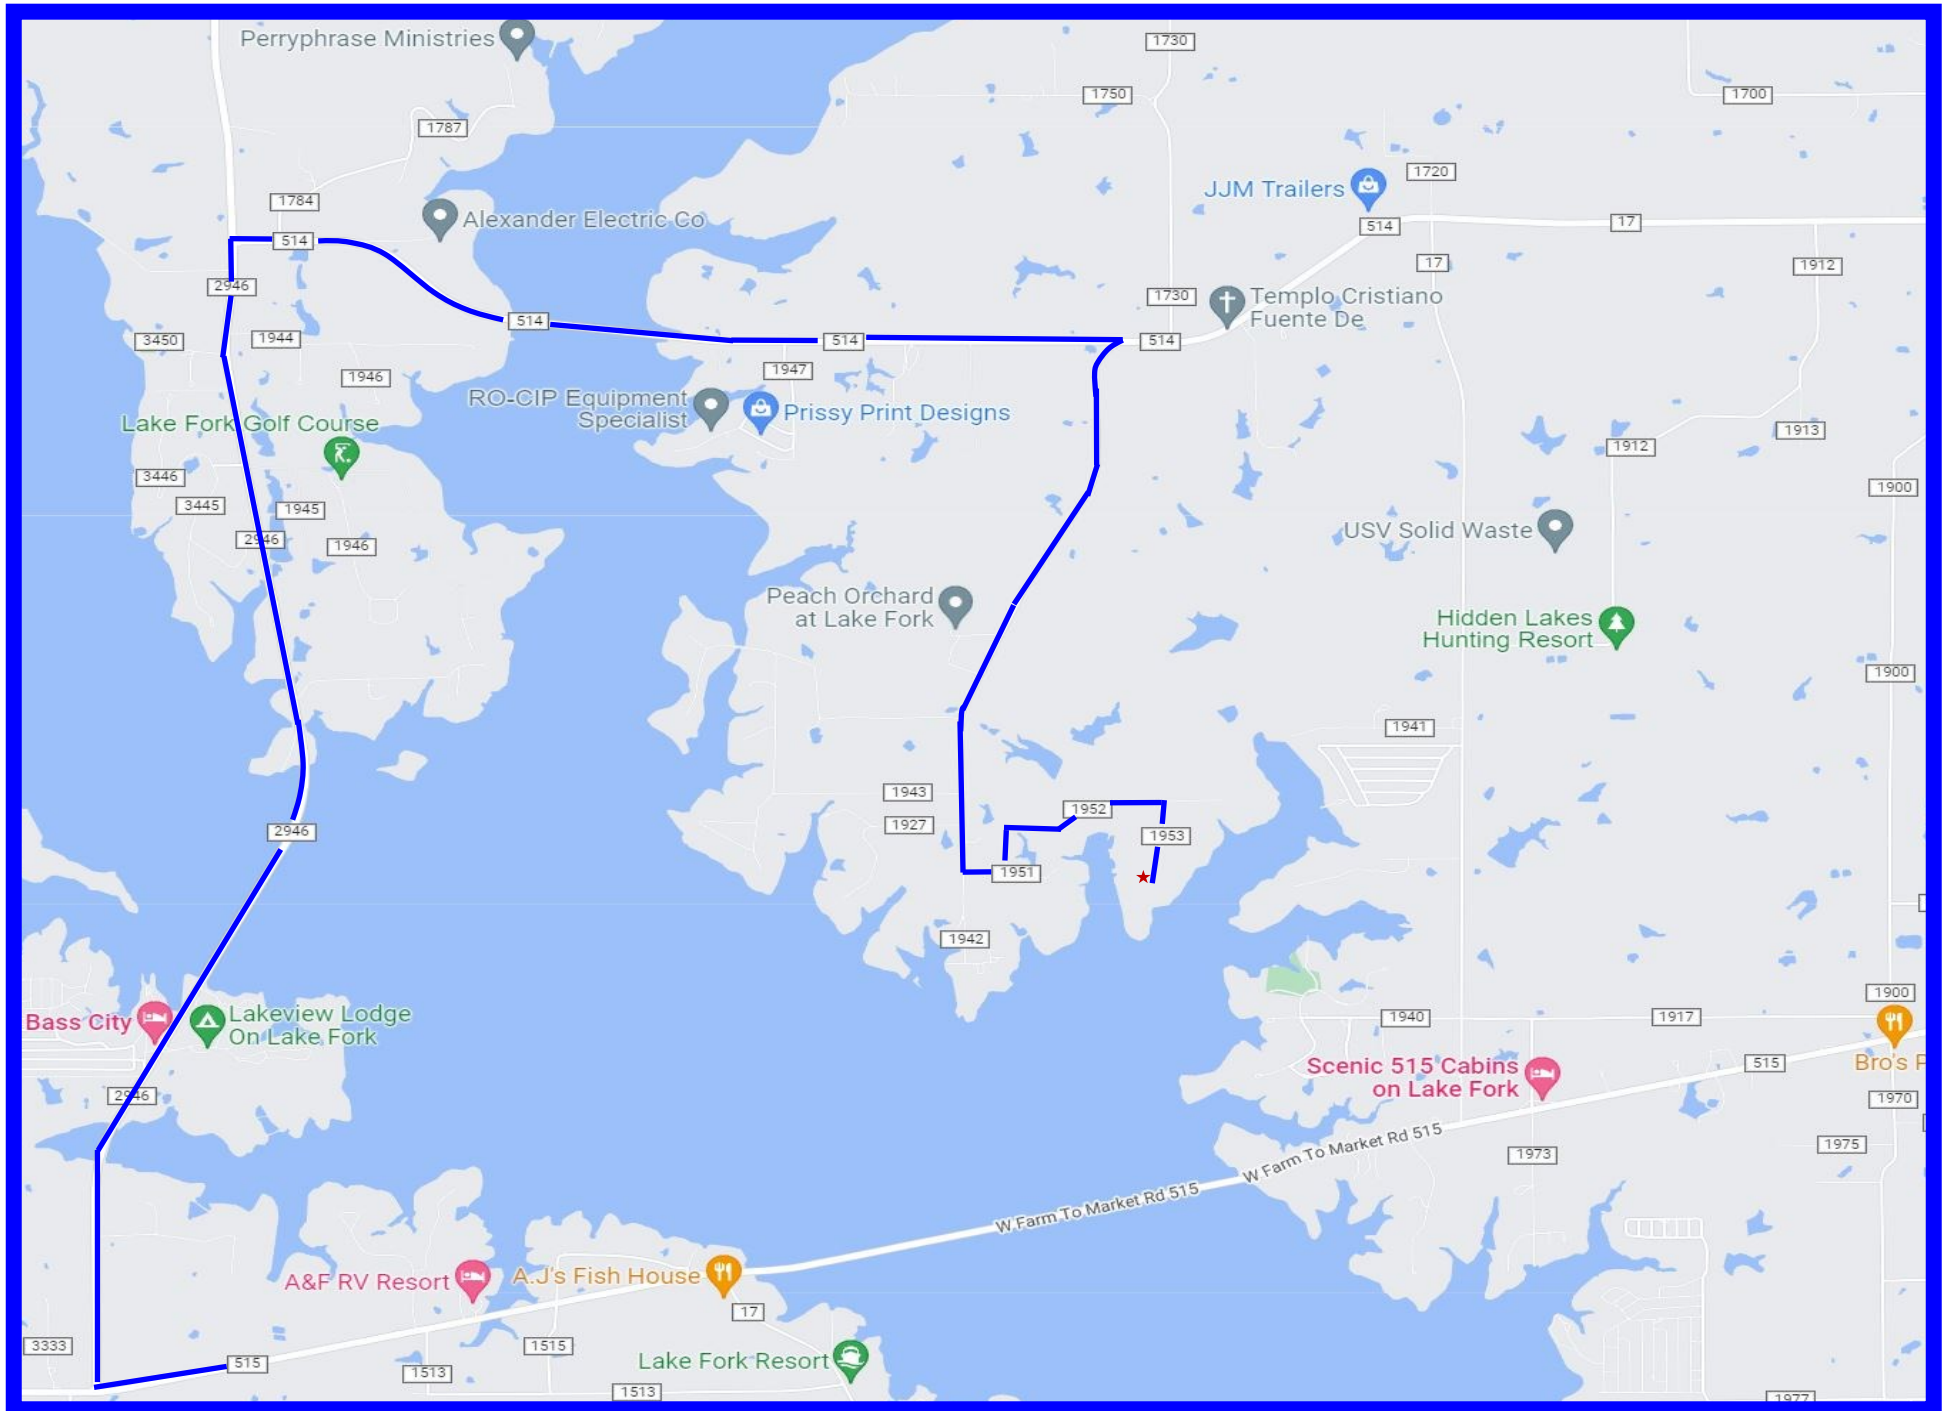 Perryphrase Ministries
1730
1750
1700
1787
1720
JJM Trailers
1784
Alexander Electric Co
514
17
514
17
1912
2946
1730
Templo Cristiano
Fuente De
514
3450
1944
514
514
1947
1946
RO-CIP Equipment
Specialist
Prissy Print Designs
Lake Fork Golf Course
1913
1912
3446
1900
3445
1945
USV Solid Waste
2946
1946
Peach Orchard
at Lake Fork
Hidden Lakes
Hunting Resort
1900
1941
1943
1952
1927
2946
1953
1951
1942
1900
Bass City
Lakeview Lodge
On Lake Fork
1940
1917
Scenic 515 Cabins
on Lake Fork
515
Bro's
2946
1970
W Farm To Market Rd 515
1975
1973
W Farm To Market Rd 515
A&F RV Resort
A.J's Fish House
17
3333
515
1515
Lake Fork Resort
1513
1513
1977